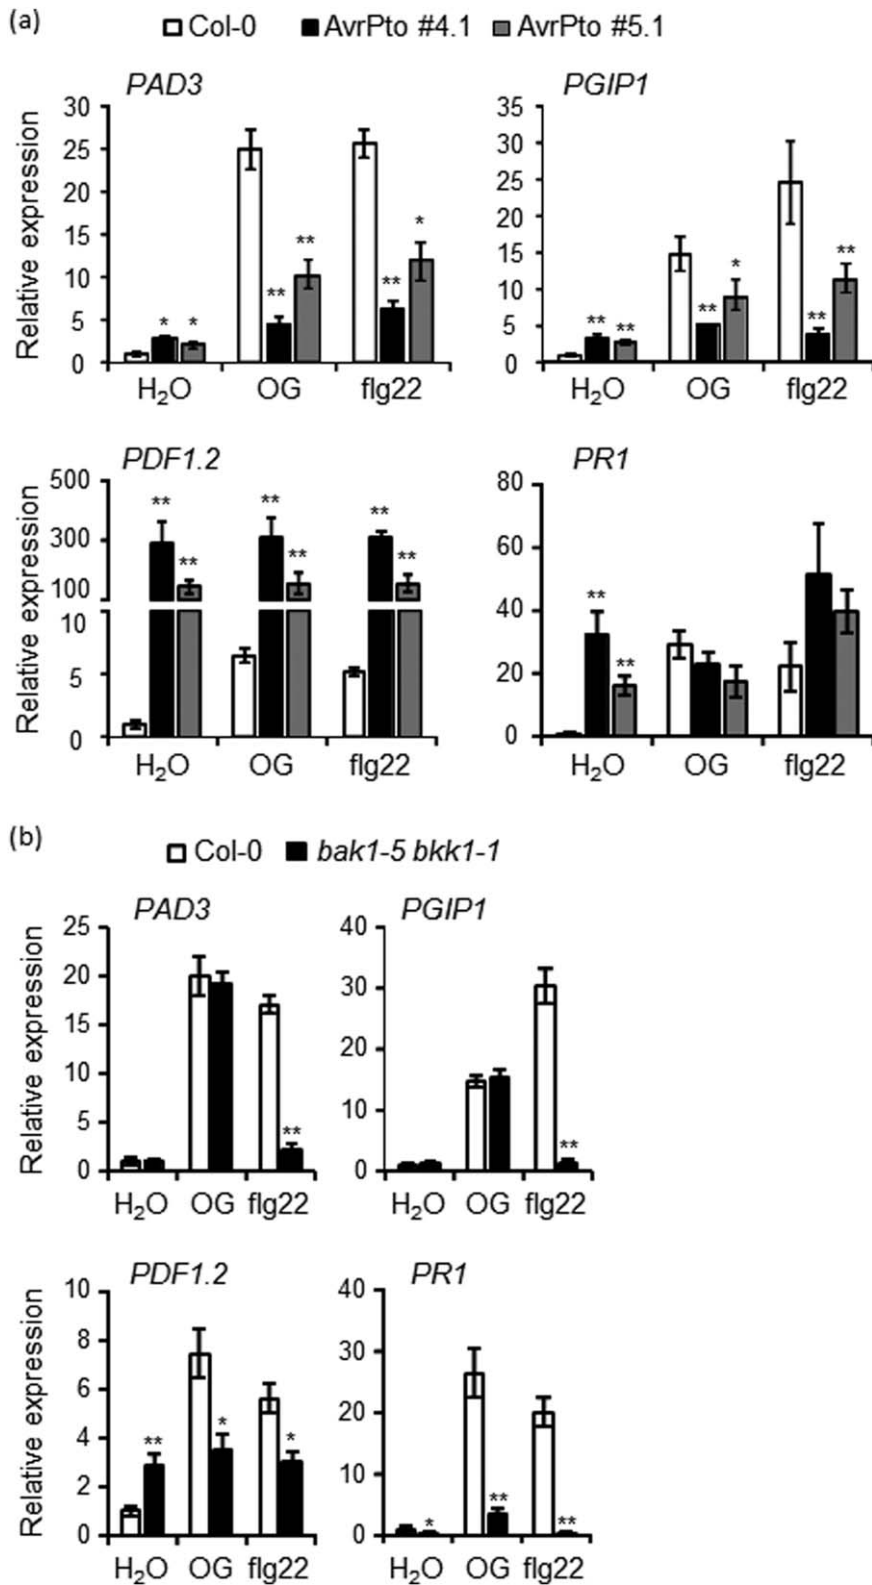 (a)
Col-0 AvrPto #4.1 AvrPto #5.1
PAD3 PGIP1
Relative expression
30
25
20
15
10
5
0
* * ** ** ** *
H₂O OG flg22
35
30
25
20
15
10
5
0
** ** ** * ** **
H₂O OG flg22
PDF1.2 PR1
Relative expression
500
300
100
10
5
0
** ** ** ** ** **
H₂O OG flg22
80
60
40
20
0
** **
H₂O OG flg22
(b)
Col-0 bak1-5 bkk1-1
PAD3 PGIP1
Relative expression
25
20
15
10
5
0
**
H₂O OG flg22
40
30
20
10
0
**
H₂O OG flg22
PDF1.2 PR1
Relative expression
10
8
6
4
2
0
** * *
H₂O OG flg22
40
30
20
10
0
* ** **
H₂O OG flg22